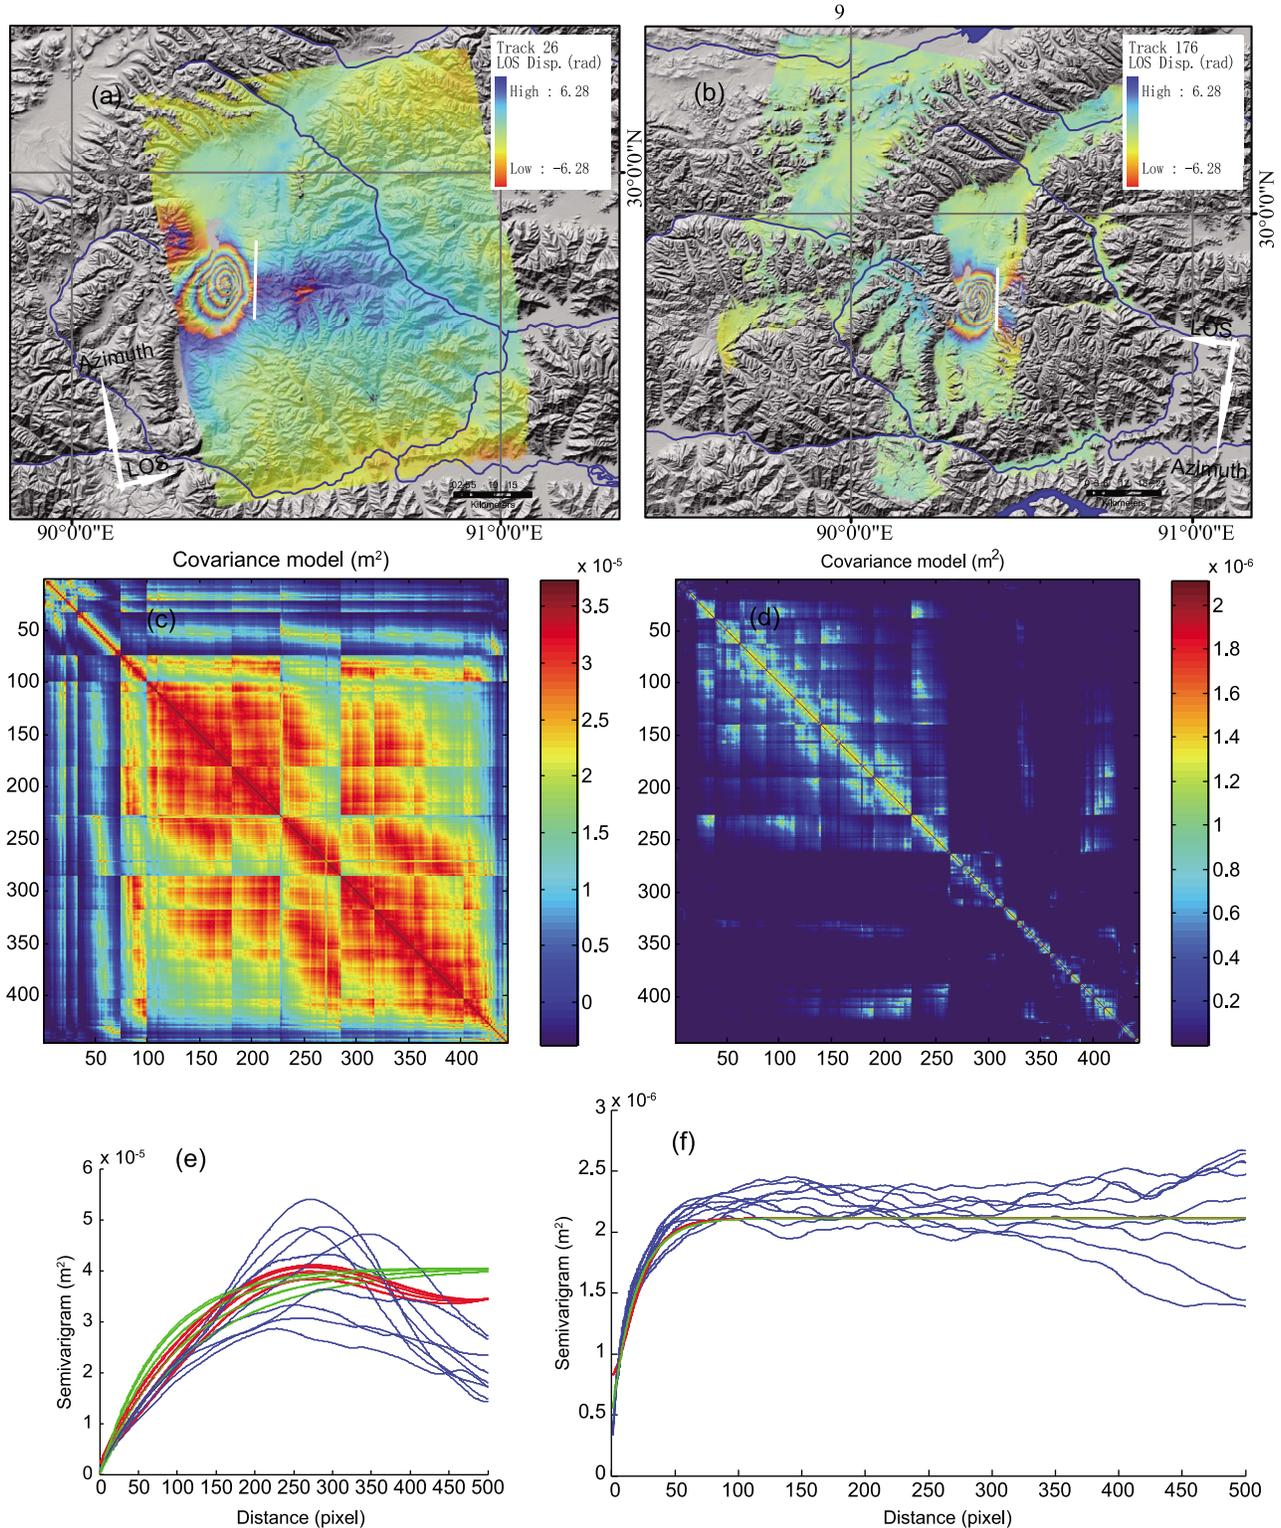 9
Track 26
LOS Disp.(rad)
High : 6.28
Low : -6.28
(a)
30°0'0"N
Azimuth
LOS
Kilometers
90°0'0"E
91°0'0"E
Track 176
LOS Disp.(rad)
High : 6.28
Low : -6.28
(b)
30°0'0"N
LOS
Azimuth
Kilometers
90°0'0"E
91°0'0"E
Covariance model (m²)
x 10⁻⁵
(c)
50
100
150
200
250
300
350
400
50 100 150 200 250 300 350 400
3.5
3
2.5
2
1.5
1
0.5
0
Covariance model (m²)
x 10⁻⁶
(d)
50
100
150
200
250
300
350
400
50 100 150 200 250 300 350 400
2
1.8
1.6
1.4
1.2
1
0.8
0.6
0.4
0.2
x 10⁻⁵
(e)
6
5
4
3
2
1
0
Semivarigram (m²)
0 50 100 150 200 250 300 350 400 450 500
Distance (pixel)
x 10⁻⁶
(f)
3
2.5
2
1.5
1
0.5
0
Semivarigram (m²)
0 50 100 150 200 250 300 350 400 450 500
Distance (pixel)